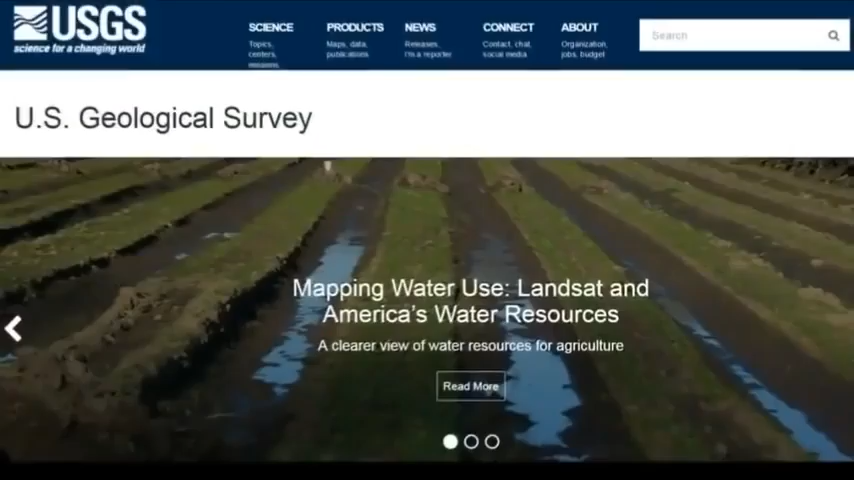 USGS
science for a changing world
SCIENCE
Topics,
centers,
missions
PRODUCTS
Maps, data,
publications
NEWS
Releases,
I'm a reporter
CONNECT
Contact, chat,
social media
ABOUT
Organization,
jobs, budget
Search
U.S. Geological Survey
Mapping Water Use: Landsat and
America's Water Resources
A clearer view of water resources for agriculture
Read More